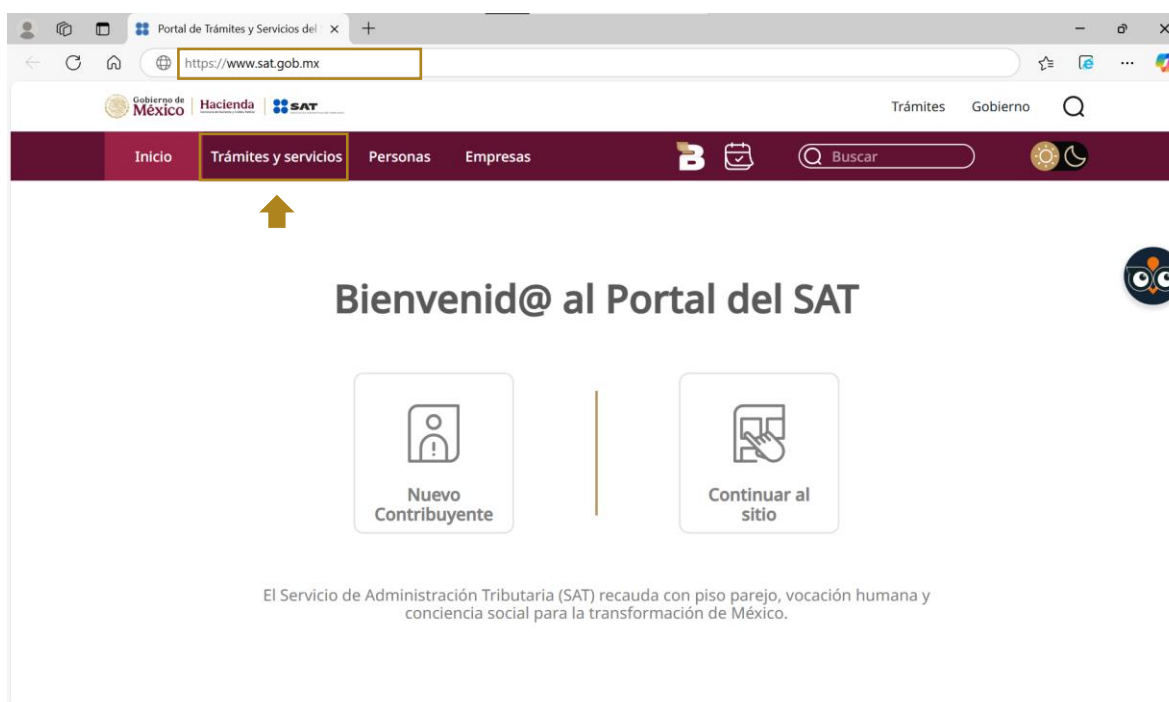 Portal de Trámites y Servicios del
https://www.sat.gob.mx
Gobierno de
México
Hacienda
SAT
Trámites
Gobierno
Inicio
Trámites y servicios
Personas
Empresas
B
Buscar
Bienvenid@ al Portal del SAT
Nuevo
Contribuyente
Continuar al
sitio
El Servicio de Administración Tributaria (SAT) recauda con piso parejo, vocación humana y
conciencia social para la transformación de México.